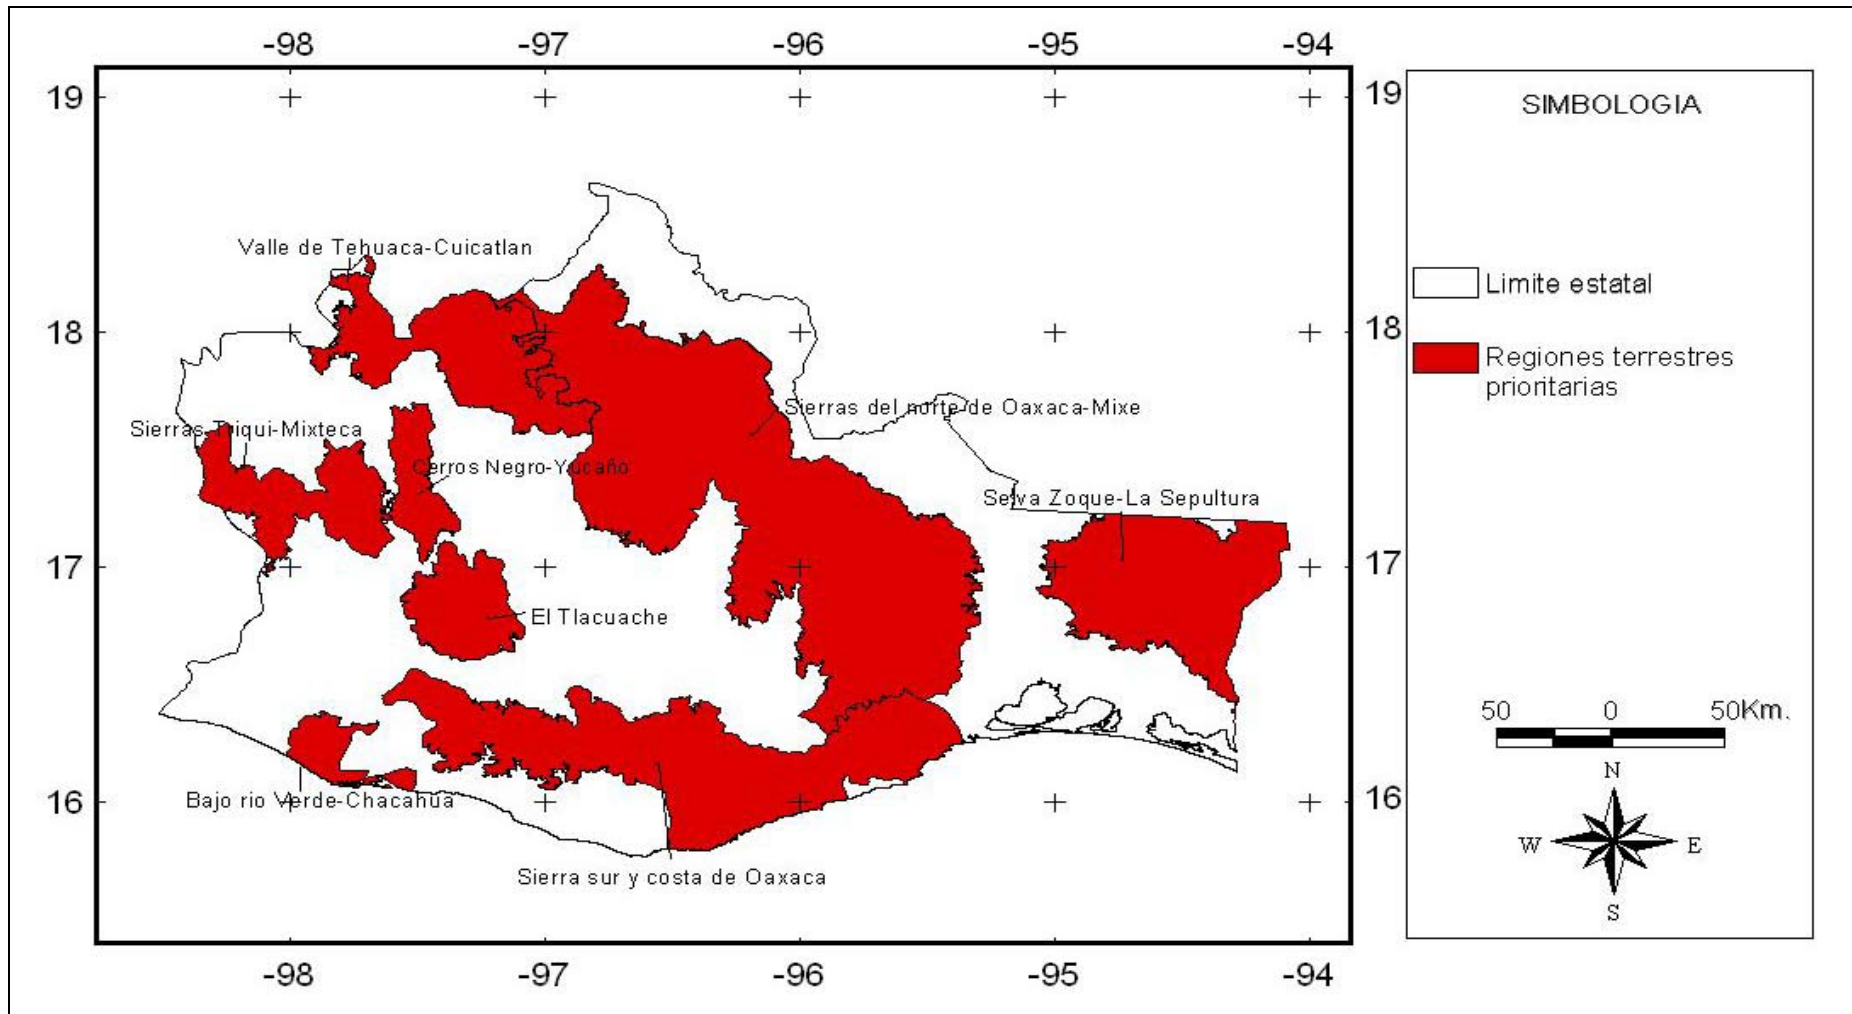 -98 -97 -96 -95 -94
19 19
SIMBOLOGIA
Valle de Tehuaca-Cuicatlan
Limite estatal
18 18
Regiones terrestres
prioritarias
Sierras del norte-de Oaxaca-Mixe
Sierras Triqui-Mixteca
Cerros Negro-Yucaño
Selva Zoque-La Sepultura
17 17
El Tlacuache
50 0 50Km.
N
16 16
Bajo rio Verde-Chacahua
W E
Sierra sur y costa de Oaxaca
S
-98 -97 -96 -95 -94